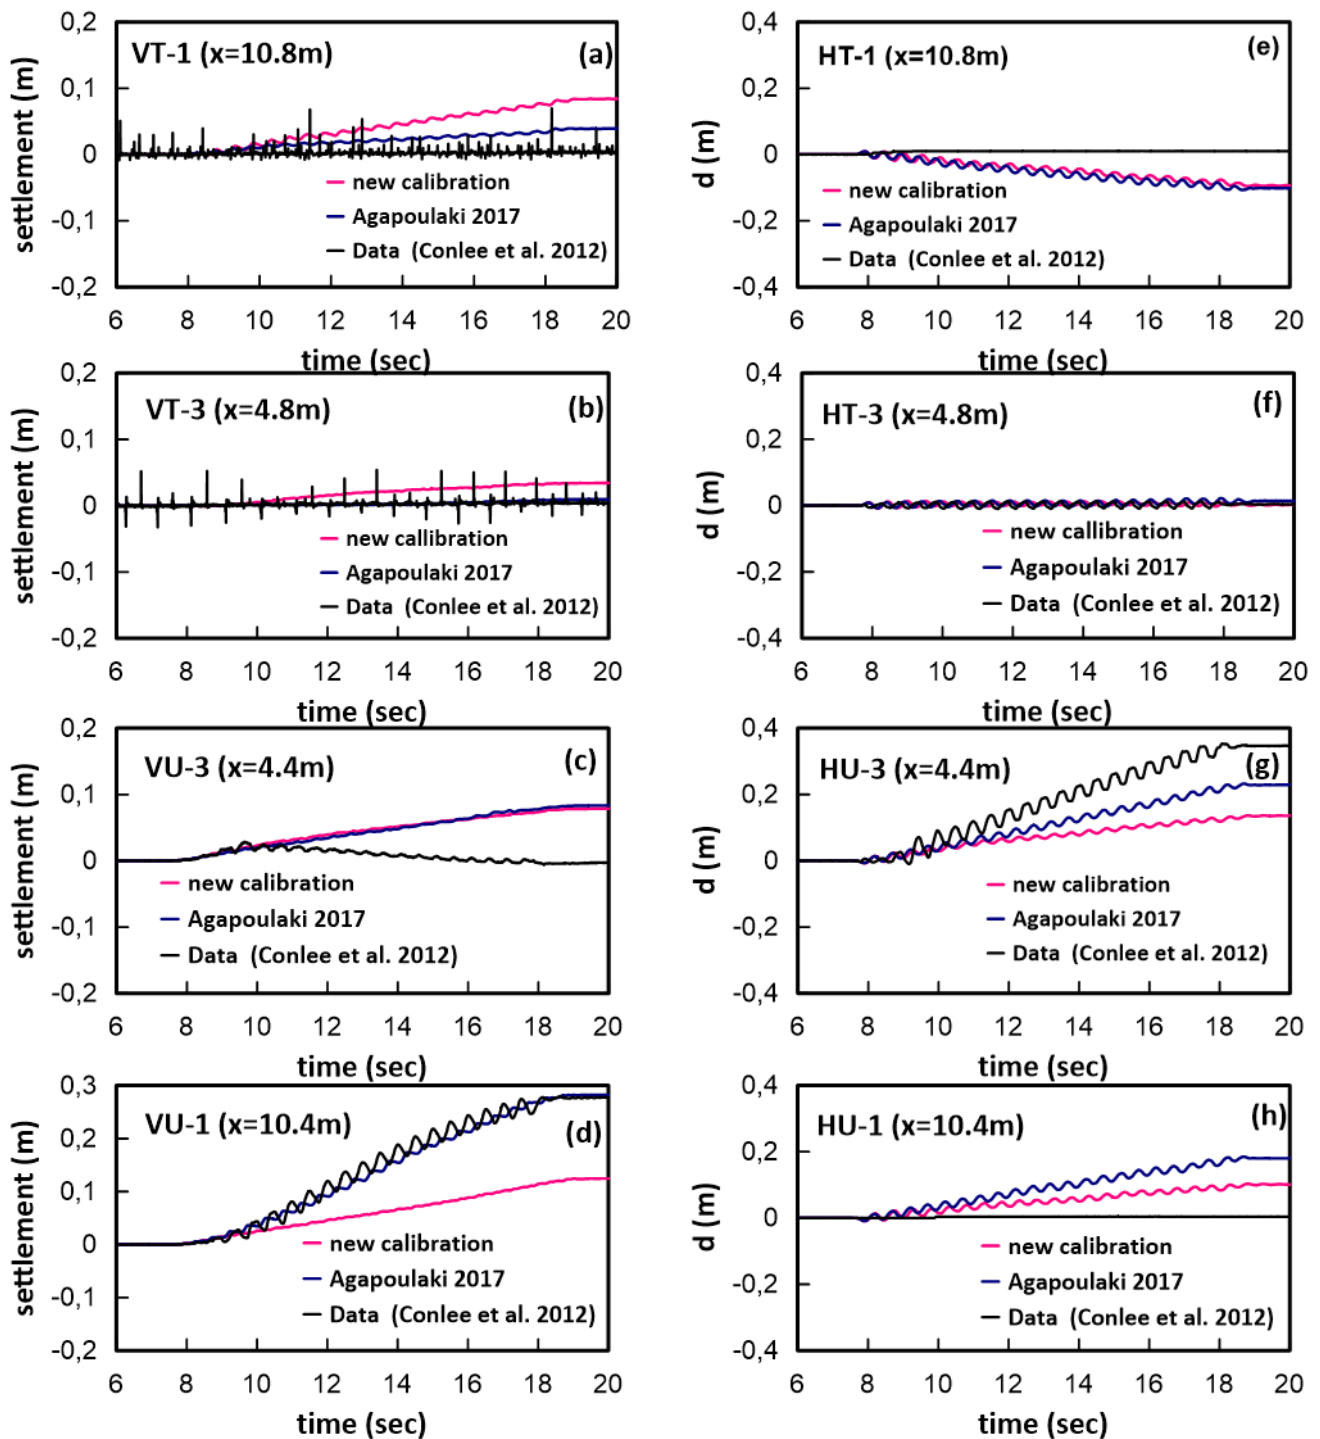 settlement (m)
0,2
0,1
0
-0,1
-0,2
VT-1 (x=10.8m)
(a)
new calibration
Agapoulaki 2017
Data (Conlee et al. 2012)
6 8 10 12 14 16 18 20
time (sec)
d (m)
0,4
0,2
0
-0,2
-0,4
HT-1 (x=10.8m)
(e)
new calibration
Agapoulaki 2017
Data (Conlee et al. 2012)
6 8 10 12 14 16 18 20
time (sec)
settlement (m)
0,2
0,1
0
-0,1
-0,2
VT-3 (x=4.8m)
(b)
new callibration
Agapoulaki 2017
Data (Conlee et al. 2012)
6 8 10 12 14 16 18 20
time (sec)
d (m)
0,4
0,2
0
-0,2
-0,4
HT-3 (x=4.8m)
(f)
new callibration
Agapoulaki 2017
Data (Conlee et al. 2012)
6 8 10 12 14 16 18 20
time (sec)
settlement (m)
0,2
0,1
0
-0,1
-0,2
VU-3 (x=4.4m)
(c)
new calibration
Agapoulaki 2017
Data (Conlee et al. 2012)
6 8 10 12 14 16 18 20
time (sec)
d (m)
0,4
0,2
0
-0,2
-0,4
HU-3 (x=4.4m)
(g)
new calibration
Agapoulaki 2017
Data (Conlee et al. 2012)
6 8 10 12 14 16 18 20
time (sec)
settlement (m)
0,3
0,2
0,1
0
-0,1
-0,2
VU-1 (x=10.4m)
(d)
new calibration
Agapoulaki 2017
Data (Conlee et al. 2012)
6 8 10 12 14 16 18 20
time (sec)
d (m)
0,4
0,2
0
-0,2
-0,4
HU-1 (x=10.4m)
(h)
new calibration
Agapoulaki 2017
Data (Conlee et al. 2012)
6 8 10 12 14 16 18 20
time (sec)